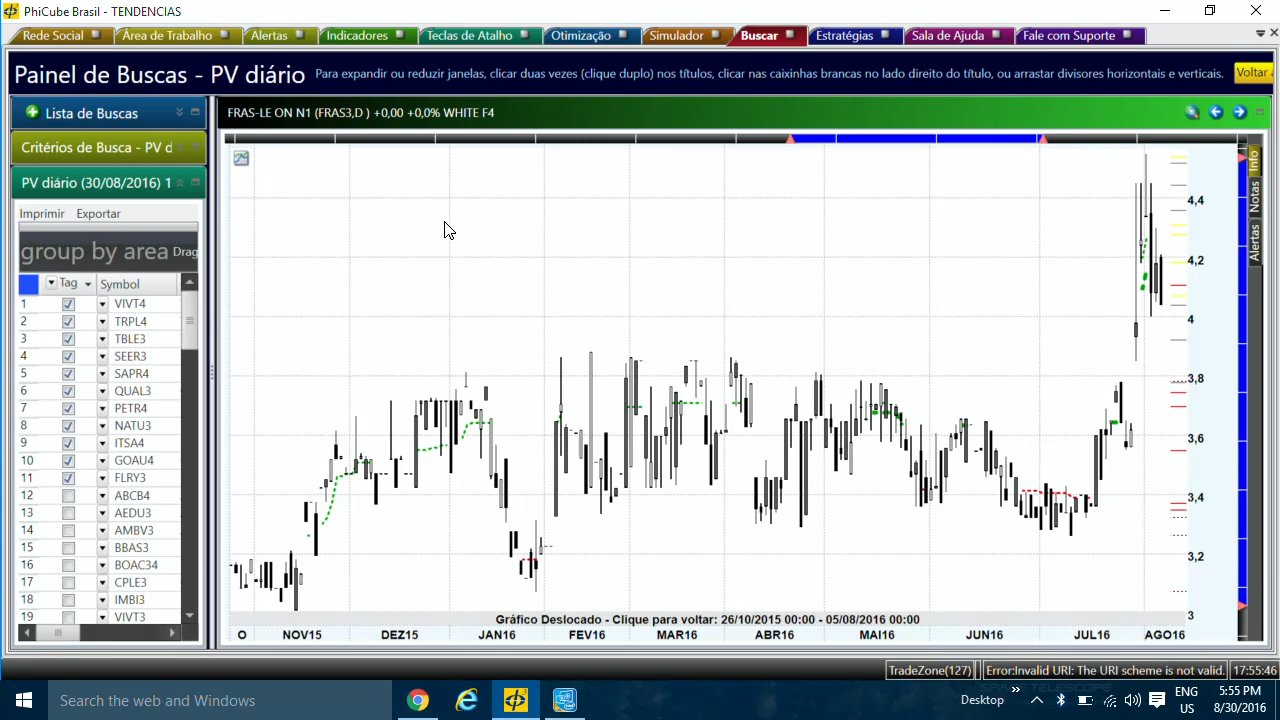 PhiCube Brasil - TENDENCIAS
Rede Social Área de Trabalho Alertas Indicadores Teclas de Atalho Otimização Simulador Buscar Estratégias Sala de Ajuda Fale com Suporte
Painel de Buscas - PV diário Para expandir ou reduzir janelas, clicar duas vezes (clique duplo) nos títulos, clicar nas caixinhas brancas no lado direito do título, ou arrastar divisores horizontais e verticais. Voltar
Lista de Buscas
FRAS-LE ON N1 (FRAS3,D ) +0,00 +0,0% WHITE F4
Critérios de Busca - PV d
PV diário (30/08/2016) 1
Imprimir Exportar
group by area Drag
Tag Symbol
1 VIVT4
2 TRPL4
3 TBLE3
4 SEER3
5 SAPR4
6 QUAL3
7 PETR4
8 NATU3
9 ITSA4
10 GOAU4
11 FLRY3
12 ABCB4
13 AEDU3
14 AMBV3
15 BBAS3
16 BOAC34
17 CPLE3
18 IMBI3
19 VIVT3
4,4
4,2
4
3,8
3,6
3,4
3,2
3
Info
Notas
Alertas
Gráfico Deslocado - Clique para voltar: 26/10/2015 00:00 - 05/08/2016 00:00
O NOV15 DEZ15 JAN16 FEV16 MAR16 ABR16 MAI16 JUN16 JUL16 AGO16
TradeZone(127) Error:Invalid URI: The URI scheme is not valid. 17:55:46
Search the web and Windows
Desktop
ENG
US
5:55 PM
8/30/2016